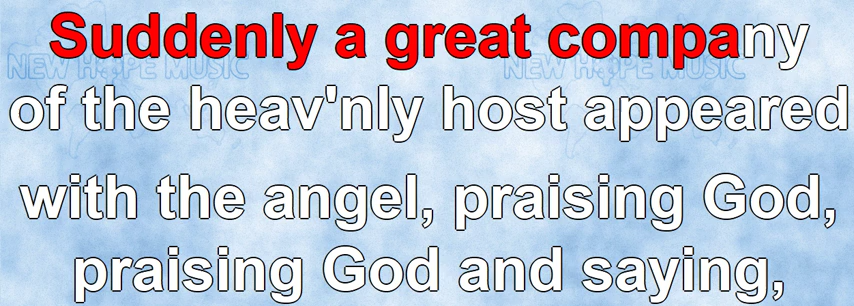 Suddenly a great company
NEW HOPE MUSIC NEW HOPE MUSIC
of the heav'nly host appeared
with the angel, praising God,
praising God and saying,